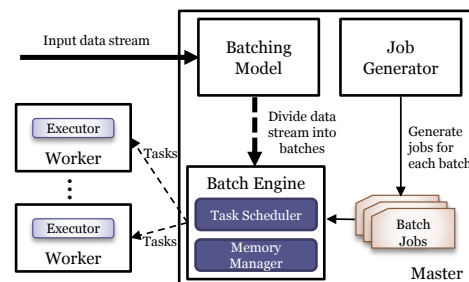 Input data stream
Batching
Model
Job
Generator
Executor
Worker
Tasks
Divide data
stream into
batches
Generate
jobs for
each batch
Batch Engine
Task Scheduler
Memory
Manager
Executor
Worker
Tasks
Batch
Jobs
Master